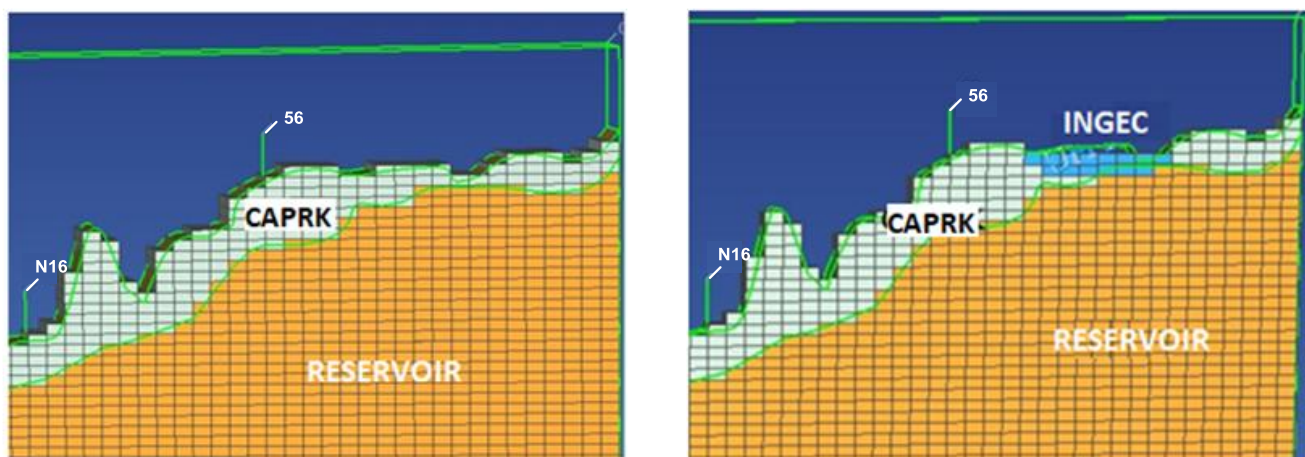 56
CAPRK
N16
RESERVOIR
56
INGEC
CAPRK
N16
RESERVOIR